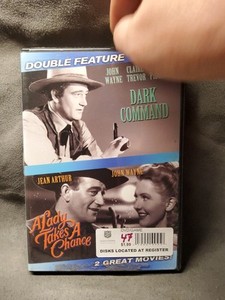 DOUBLE FEATURE
JOHN WAYNE
TREVOR
DARK
COMMAND
JEAN ARTHUR
JOHN WAYNE
A Lady
Takes A
Chance
DISKS LOCATED AT REGISTER
2 GREAT MOVIES!